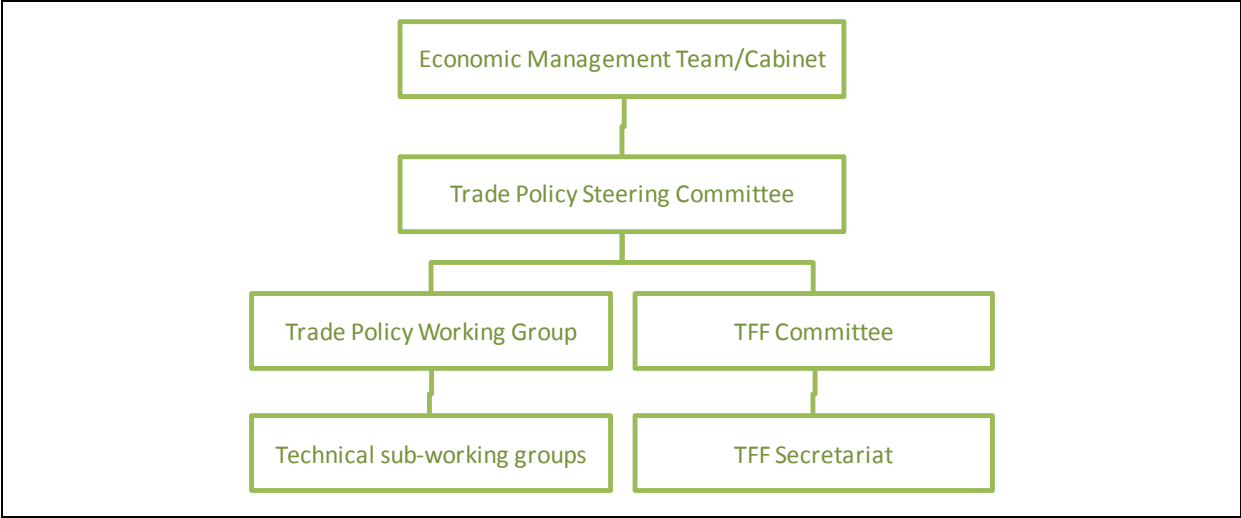 Economic Management Team/Cabinet
Trade Policy Steering Committee
Trade Policy Working Group
TFF Committee
Technical sub-working groups
TFF Secretariat